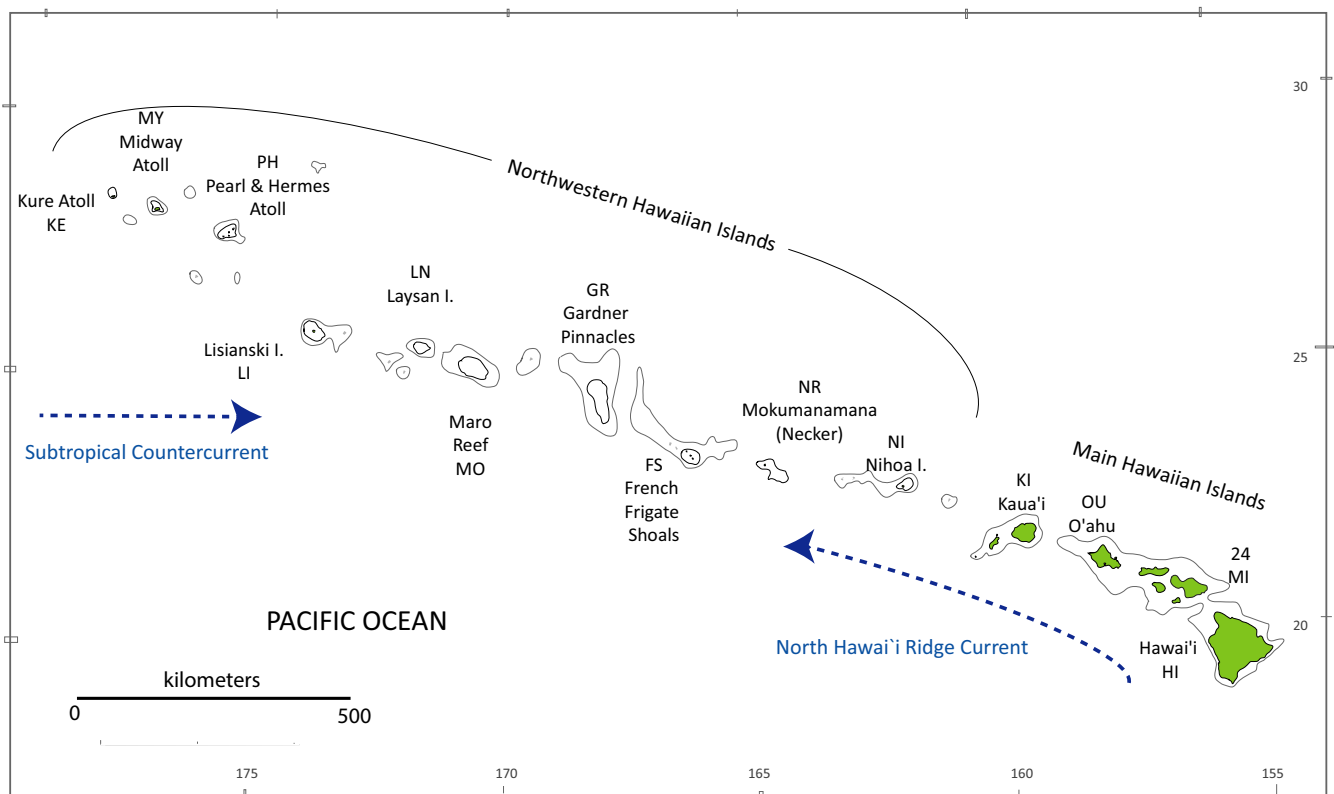 MY
Midway
Atoll
PH
Pearl & Hermes
Atoll
Kure Atoll
KE
Northwestern Hawaiian Islands
30
LN
Laysan I.
GR
Gardner
Pinnacles
Lisianski I.
LI
25
Subtropical Countercurrent
Maro
Reef
MO
NR
Mokumanamana
(Necker)
FS
French
Frigate
Shoals
NI
Nihoa I.
Main Hawaiian Islands
KI
Kaua'i
OU
O'ahu
24
MI
PACIFIC OCEAN
20
North Hawai`i Ridge Current
Hawai'i
HI
kilometers
0
500
175
170
165
160
155